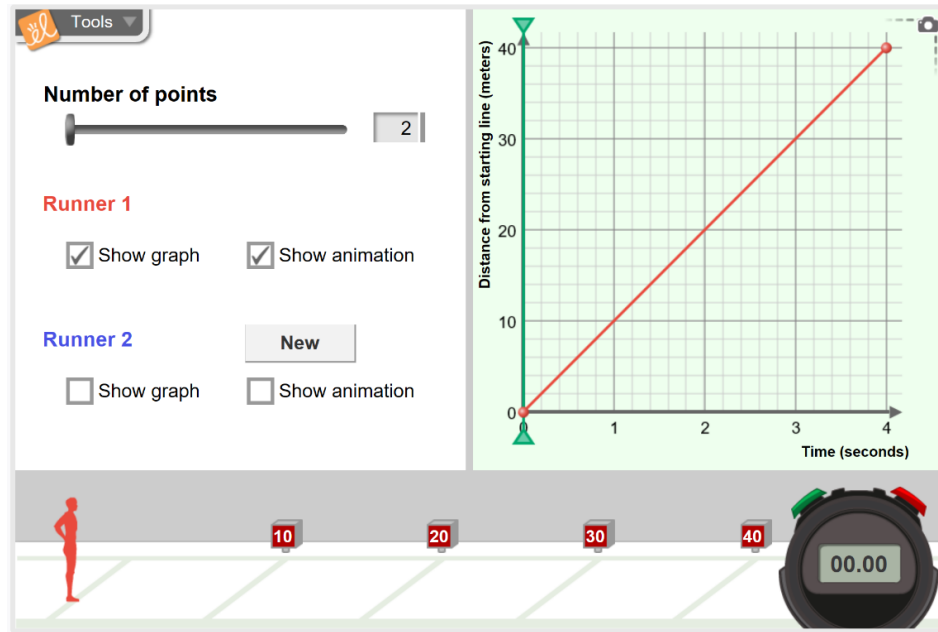 Tools
Number of points
2
Runner 1
Show graph
Show animation
Runner 2
New
Show graph
Show animation
Distance from starting line (meters)
40
30
20
10
0
0
1
2
3
4
Time (seconds)
10
20
30
40
00.00